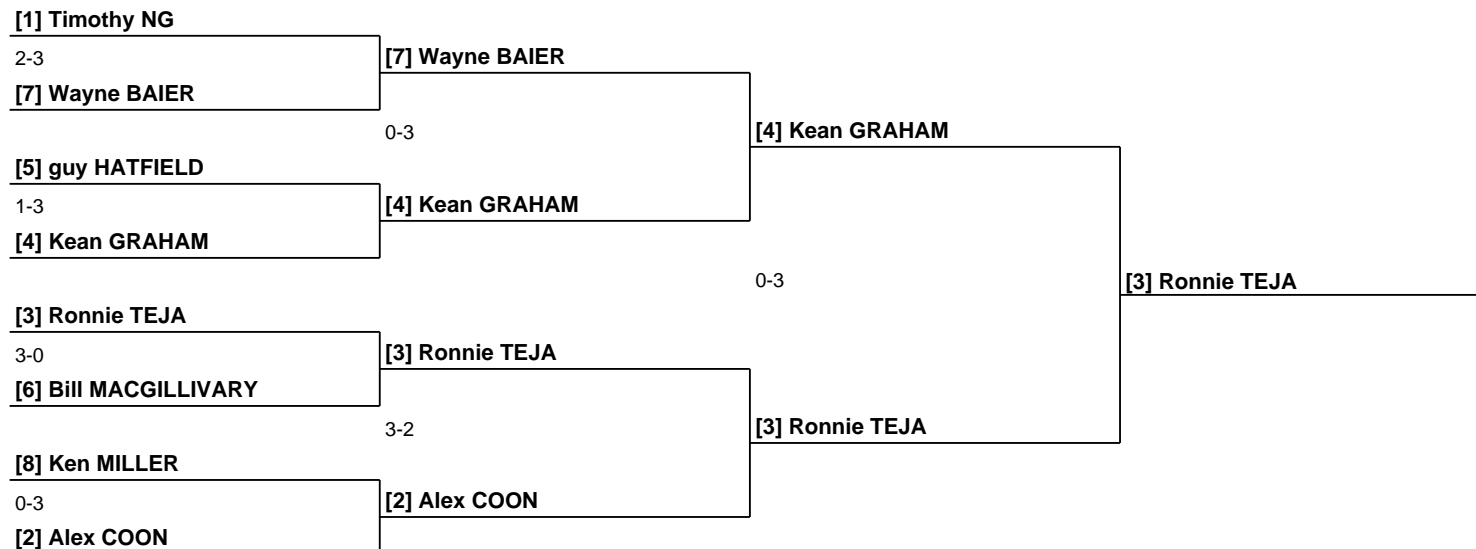 [1] Timothy NG
2-3
[7] Wayne BAIER
[7] Wayne BAIER
0-3
[4] Kean GRAHAM
[5] guy HATFIELD
1-3
[4] Kean GRAHAM
[4] Kean GRAHAM
0-3
[3] Ronnie TEJA
[3] Ronnie TEJA
3-0
[3] Ronnie TEJA
[6] Bill MACGILLIVARY
3-2
[3] Ronnie TEJA
[8] Ken MILLER
0-3
[2] Alex COON
[2] Alex COON